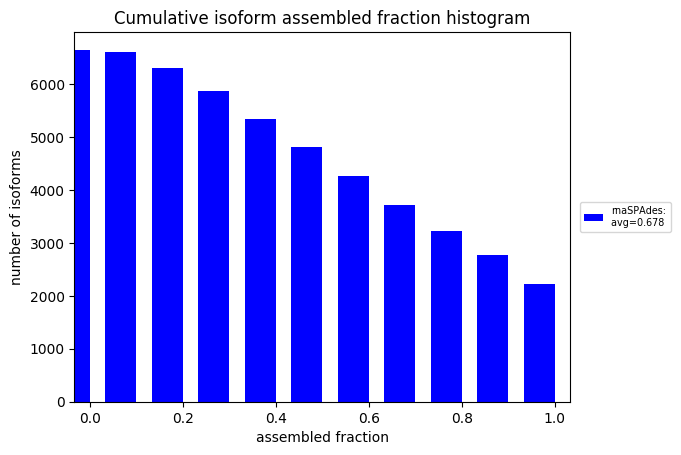 Cumulative isoform assembled fraction histogram
number of isoforms
6000
5000
4000
3000
2000
1000
0
0.0 0.2 0.4 0.6 0.8 1.0
assembled fraction
rnaSPAdes:
avg=0.678